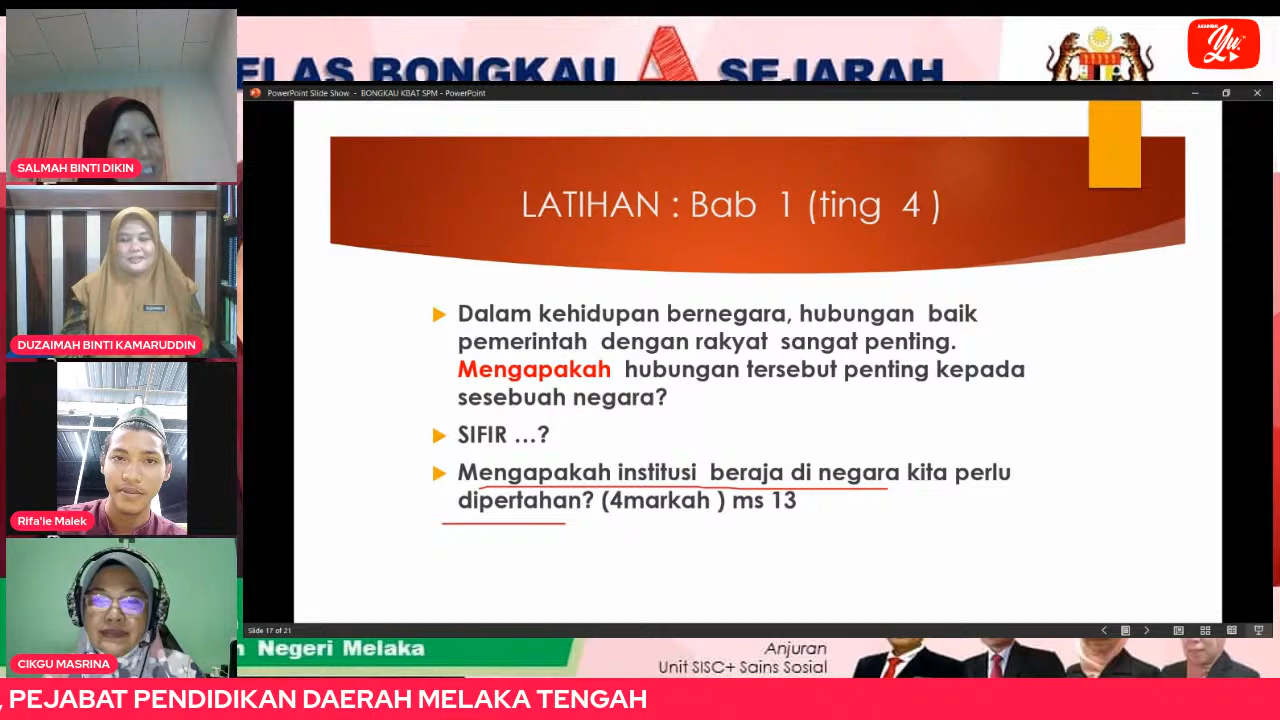 ELAS BONGKAU A SEJARAH
AKADEMI
YU
PowerPoint Slide Show - BONGKAU KBAT SPM - PowerPoint
LATIHAN : Bab 1 (ting 4 )
Dalam kehidupan bernegara, hubungan baik
pemerintah dengan rakyat sangat penting.
Mengapakah hubungan tersebut penting kepada
sesebuah negara?
SIFIR ...?
Mengapakah institusi beraja di negara kita perlu
dipertahan? (4markah ) ms 13
Slide 17 of 21
SALMAH BINTI DIKIN
DUZAIMAH BINTI KAMARUDDIN
Rifa'ie Malek
CIKGU MASRINA
n Negeri Melaka
Anjuran
Unit SISC+ Sains Sosial
, PEJABAT PENDIDIKAN DAERAH MELAKA TENGAH